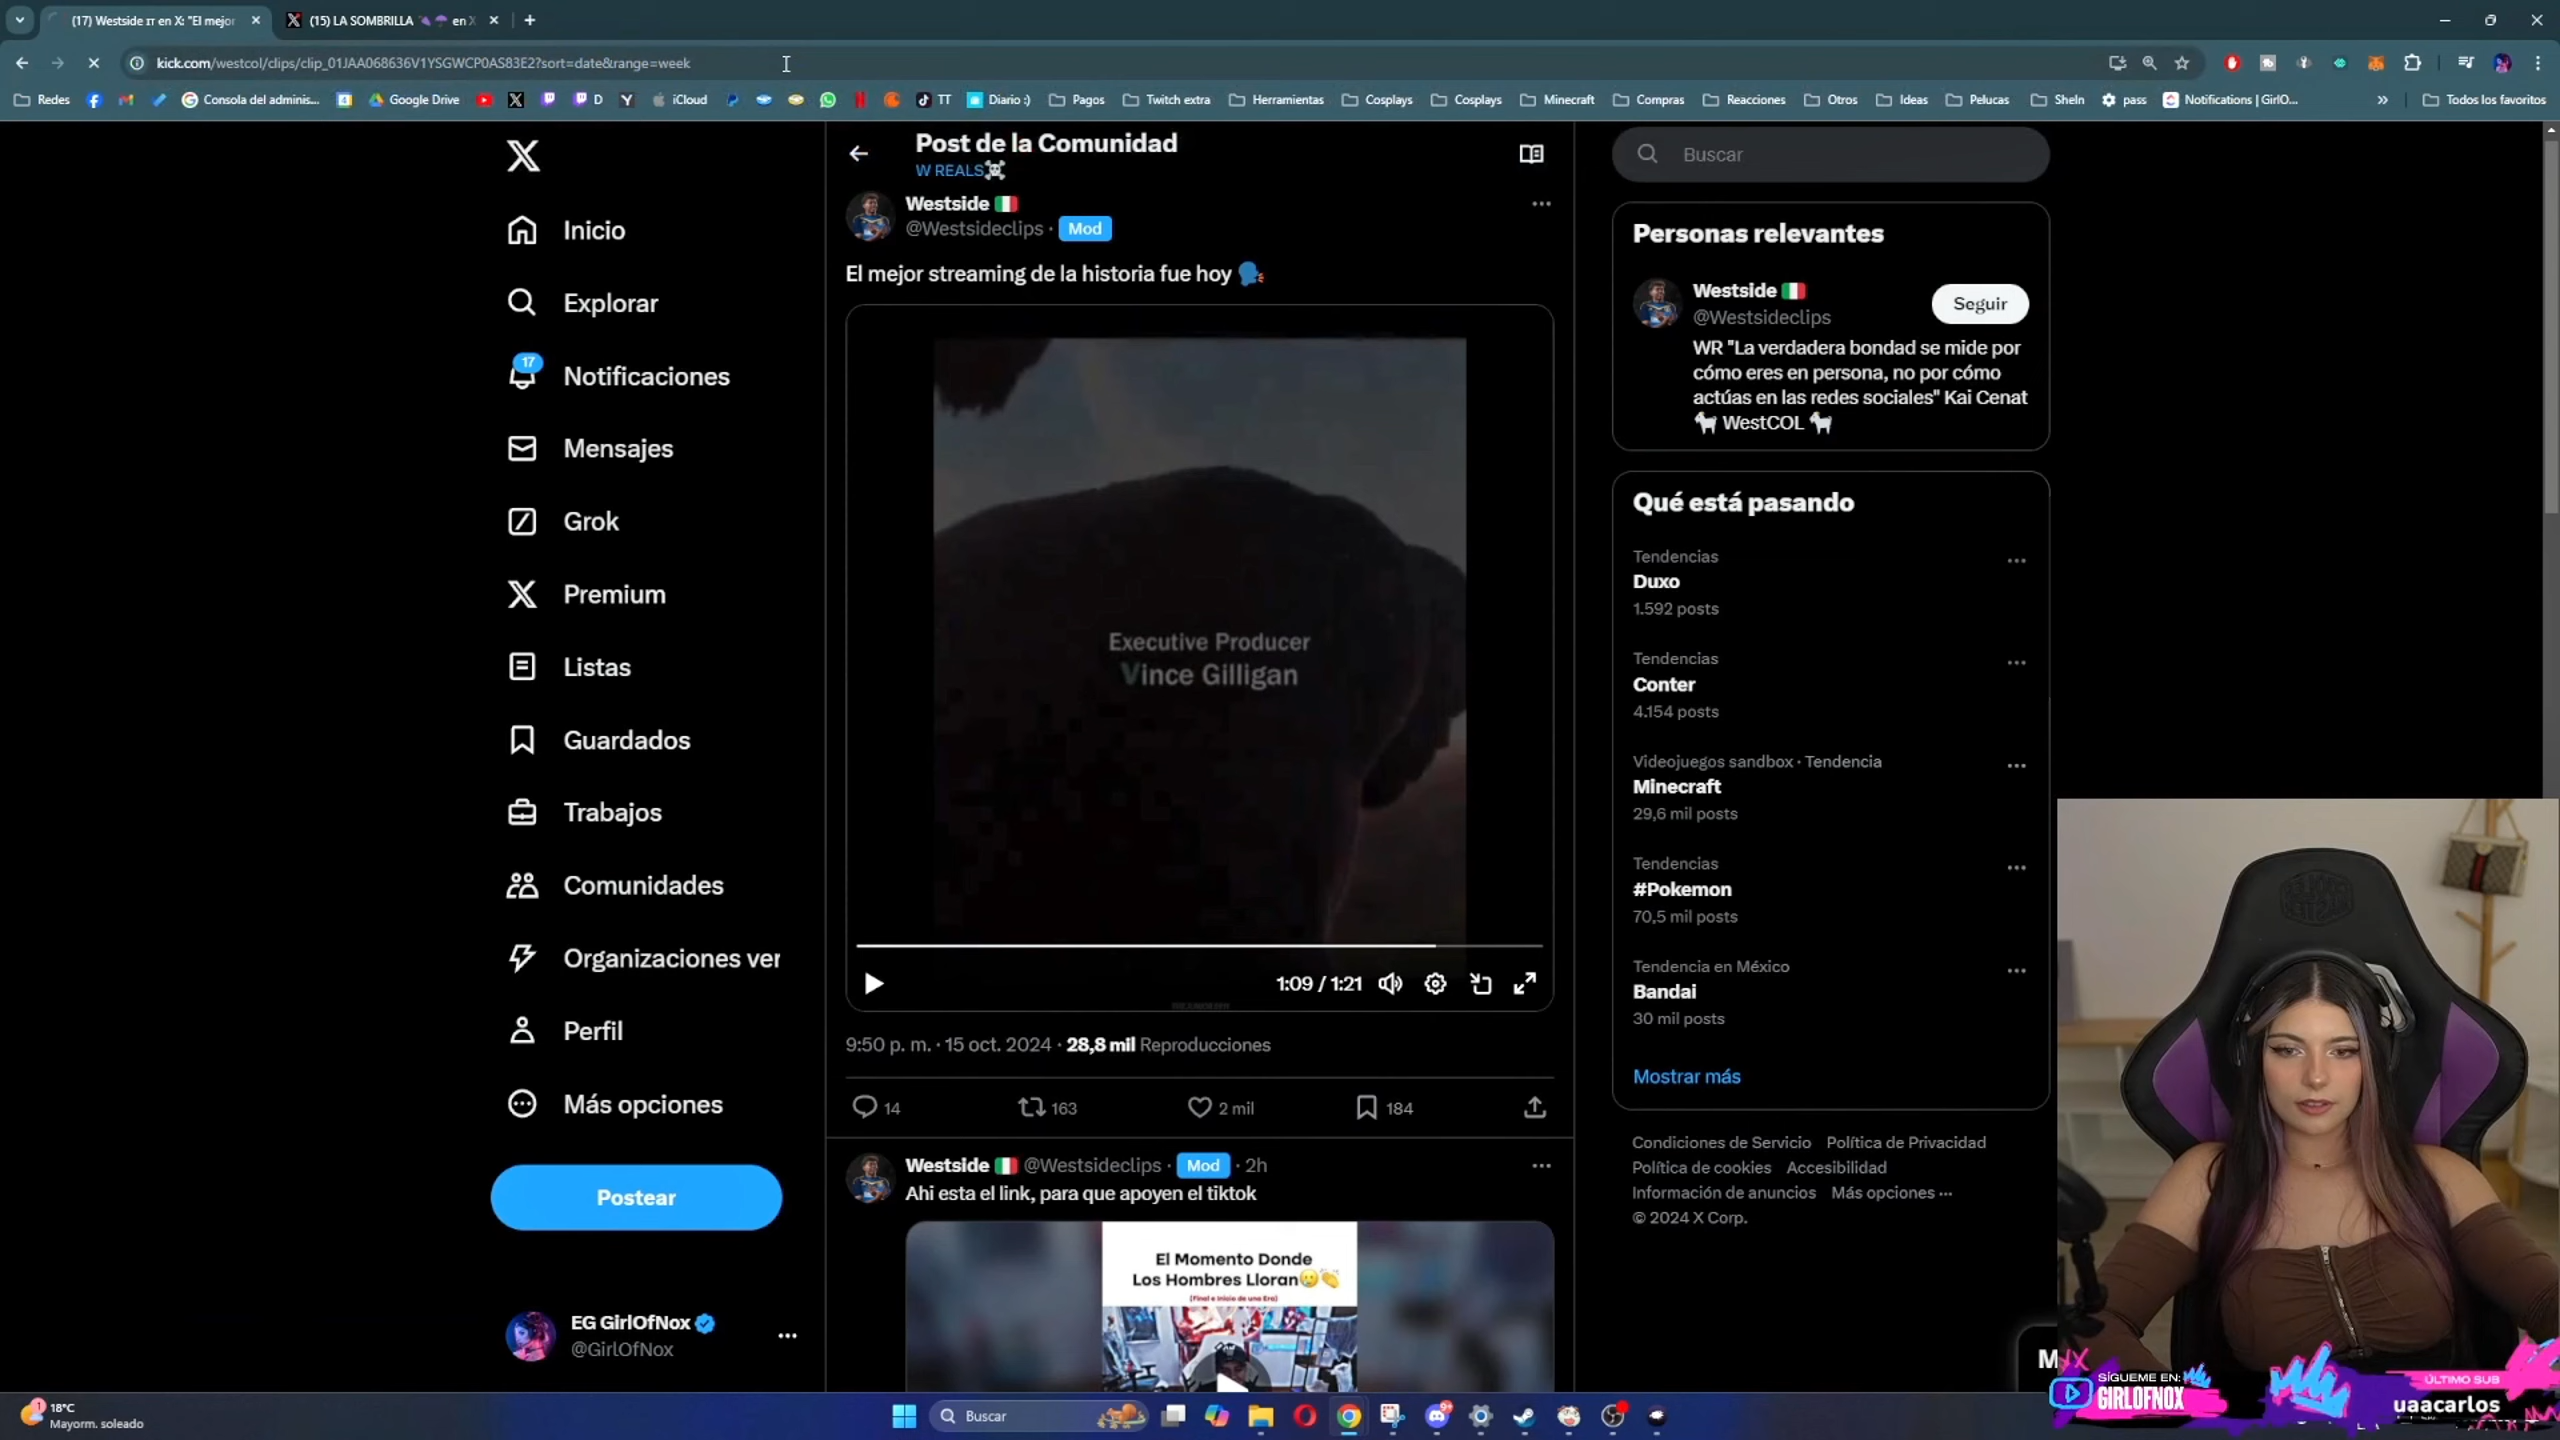 (17) Westside IT en X: "El mejor
(15) LA SOMBRILLA en X
kick.com/westcol/clips/clip_01JAA068636V1YSGWCP0AS83E2?sort=date&range=week
Redes
Consola del adminis...
Google Drive
D
iCloud
TT
Diario :)
Pagos
Twitch extra
Herramientas
Cosplays
Cosplays
Minecraft
Compras
Reacciones
Otros
Ideas
Pelucas
SheIn
pass
Notifications | GirlO...
Todos los favoritos
Inicio
Explorar
17
Notificaciones
Mensajes
Grok
Premium
Listas
Guardados
Trabajos
Comunidades
Organizaciones ver
Perfil
Más opciones
Postear
EG GirlOfNox
@GirlOfNox
Post de la Comunidad
W REALS☠️
Westside 🇮🇹
@Westsideclips · Mod
El mejor streaming de la historia fue hoy 🗣️
Executive Producer
Vince Gilligan
1:09 / 1:21
9:50 p. m. · 15 oct. 2024 · 28,8 mil Reproducciones
14
163
2 mil
184
Westside 🇮🇹 @Westsideclips · Mod · 2h
Ahi esta el link, para que apoyen el tiktok
El Momento Donde
Los Hombres Lloran🥲👏
(Final e Inicio de una Era)
Buscar
Personas relevantes
Westside 🇮🇹
@Westsideclips
Seguir
WR "La verdadera bondad se mide por
cómo eres en persona, no por cómo
actúas en las redes sociales" Kai Cenat
🐐 WestCOL 🐐
Qué está pasando
Tendencias
Duxo
1.592 posts
Tendencias
Conter
4.154 posts
Videojuegos sandbox · Tendencia
Minecraft
29,6 mil posts
Tendencias
#Pokemon
70,5 mil posts
Tendencia en México
Bandai
30 mil posts
Mostrar más
Condiciones de Servicio Política de Privacidad
Política de cookies Accesibilidad
Información de anuncios Más opciones ···
© 2024 X Corp.
SÍGUEME EN:
GIRLOFNOX
ÚLTIMO SUB
uaacarlos
1
18°C
Mayorm. soleado
Buscar
9+